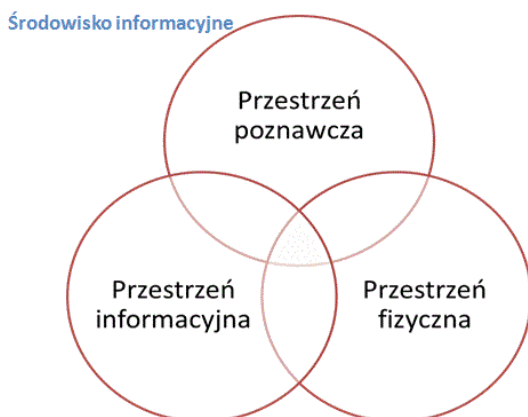 Środowisko informacyjne
Przestrzeń
poznawcza
Przestrzeń
informacyjna
Przestrzeń
fizyczna